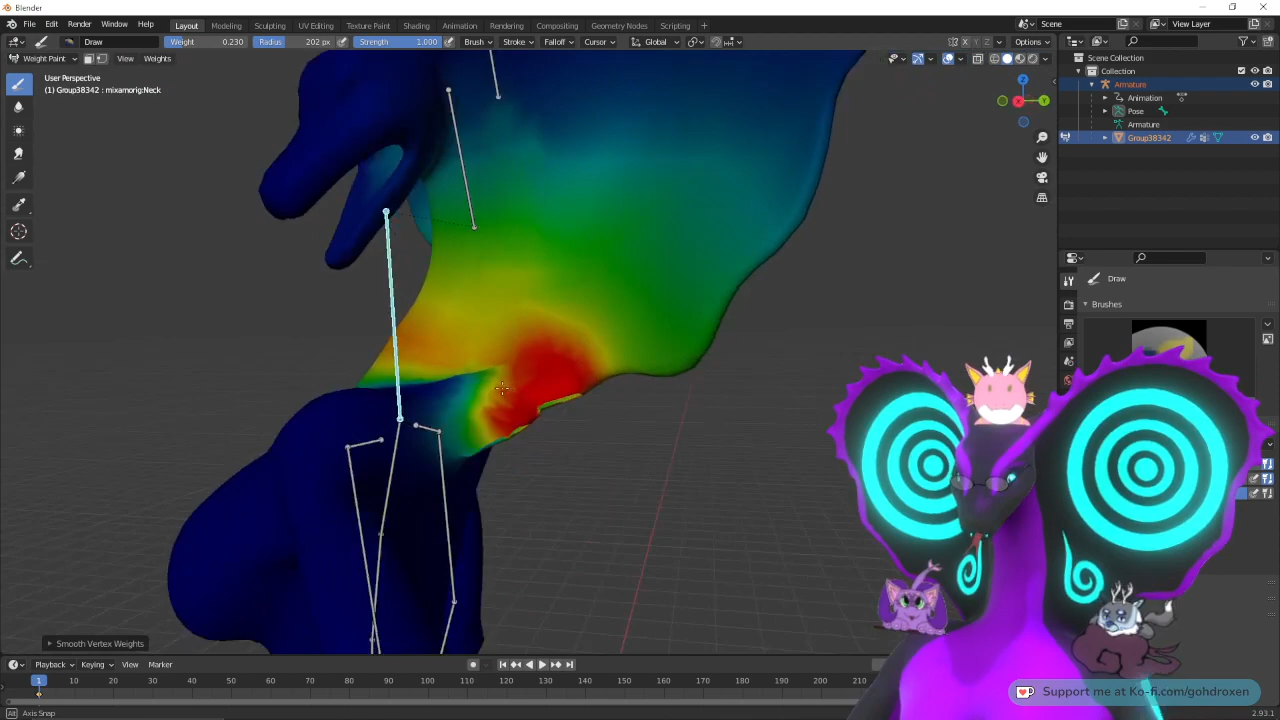 Blender
File Edit Render Window Help Layout Modeling Sculpting UV Editing Texture Paint Shading Animation Rendering Compositing Geometry Nodes Scripting + Scene View Layer
Draw Weight 0.230 Radius 202 px Strength 1.000 Brush Stroke Falloff Cursor Global X Y Z Options
Weight Paint View Weights
User Perspective
(1) Group38342 : mixamorig:Neck
Scene Collection
Collection
Armature
Animation
Pose
Armature
Group38342
Z
X
Y
Draw
Brushes
Smooth Vertex Weights
Playback Keying View Marker
1 10 20 30 40 50 60 70 80 90 100 110 120 130 140 150 160 170 180 190 200 210
Support me at Ko-fi.com/gohdroxen
Alt Axis Snap
2.93.1